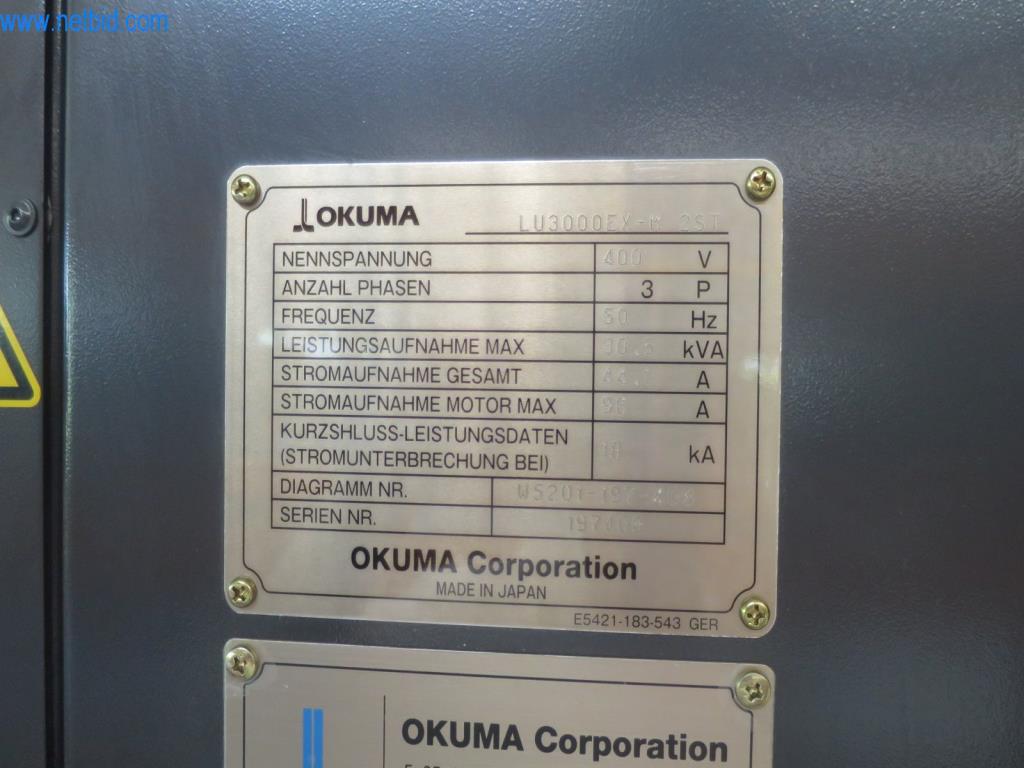 www.netbid.com
OKUMA LU3000EX-M 2ST
NENNSPANNUNG 400 V
ANZAHL PHASEN 3 P
FREQUENZ 50 Hz
LEISTUNGSAUFNAHME MAX kVA
STROMAUFNAHME GESAMT A
STROMAUFNAHME MOTOR MAX A
KURZSHLUSS-LEISTUNGSDATEN
(STROMUNTERBRECHUNG BEI) kA
DIAGRAMM NR.
SERIEN NR.
OKUMA Corporation
MADE IN JAPAN
E5421-183-543 GER
OKUMA Corporation